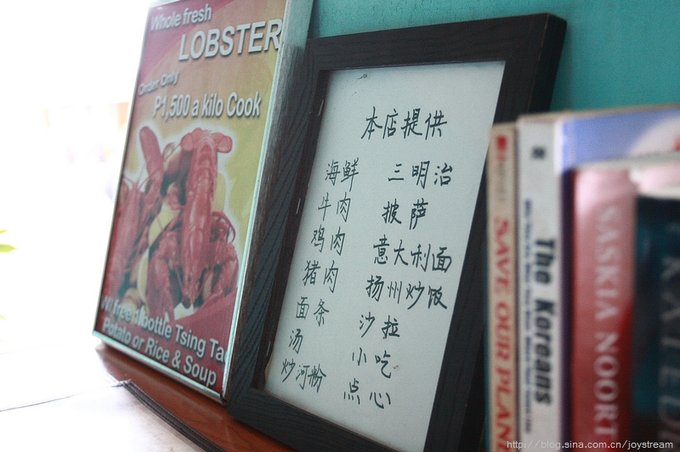 Whole fresh
LOBSTER
Order Only
P1,500 a kilo Cook
W/ free 1 bottle Tsing Ta
Potato or Rice & Soup
本店提供
海鲜 三明治
牛肉 披萨
鸡肉 意大利面
猪肉 扬州炒饭
面条 沙拉
汤 小吃
炒河粉 点心
SAVE OUR PLAN
The Koreans
SASKIA NOORT
http://blog.sina.com.cn/joystream